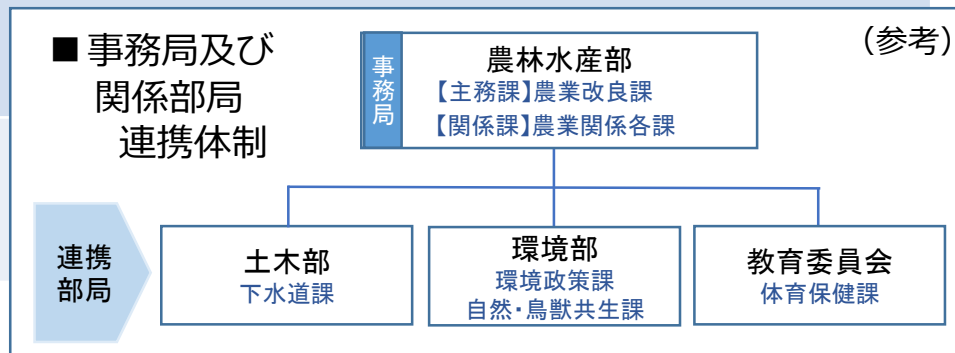 ■事務局及び
関係部局
連携体制
(参考)
事務局
農林水産部
【主務課】農業改良課
【関係課】農業関係各課
連携
部局
土木部
下水道課
環境部
環境政策課
自然・鳥獣共生課
教育委員会
体育保健課